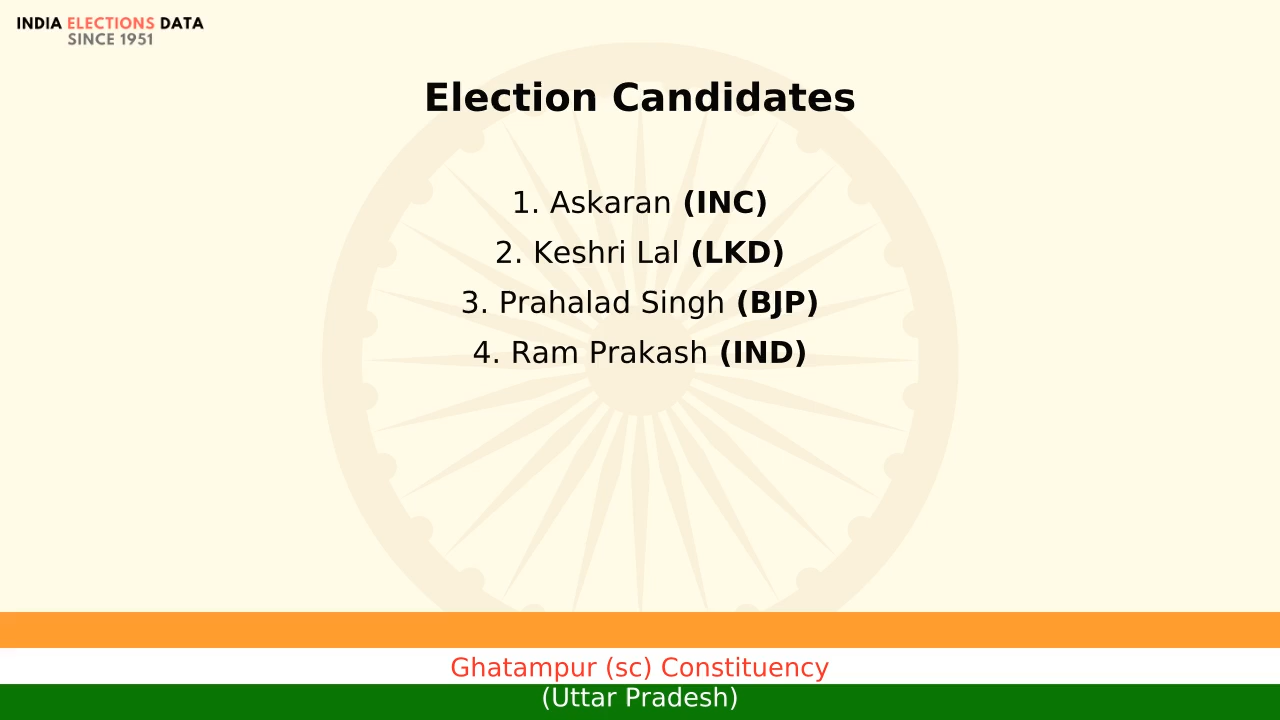 INDIA ELECTIONS DATA
SINCE 1951
Election Candidates
1. Askaran (INC)
2. Keshri Lal (LKD)
3. Prahalad Singh (BJP)
4. Ram Prakash (IND)
Ghatampur (sc) Constituency
(Uttar Pradesh)